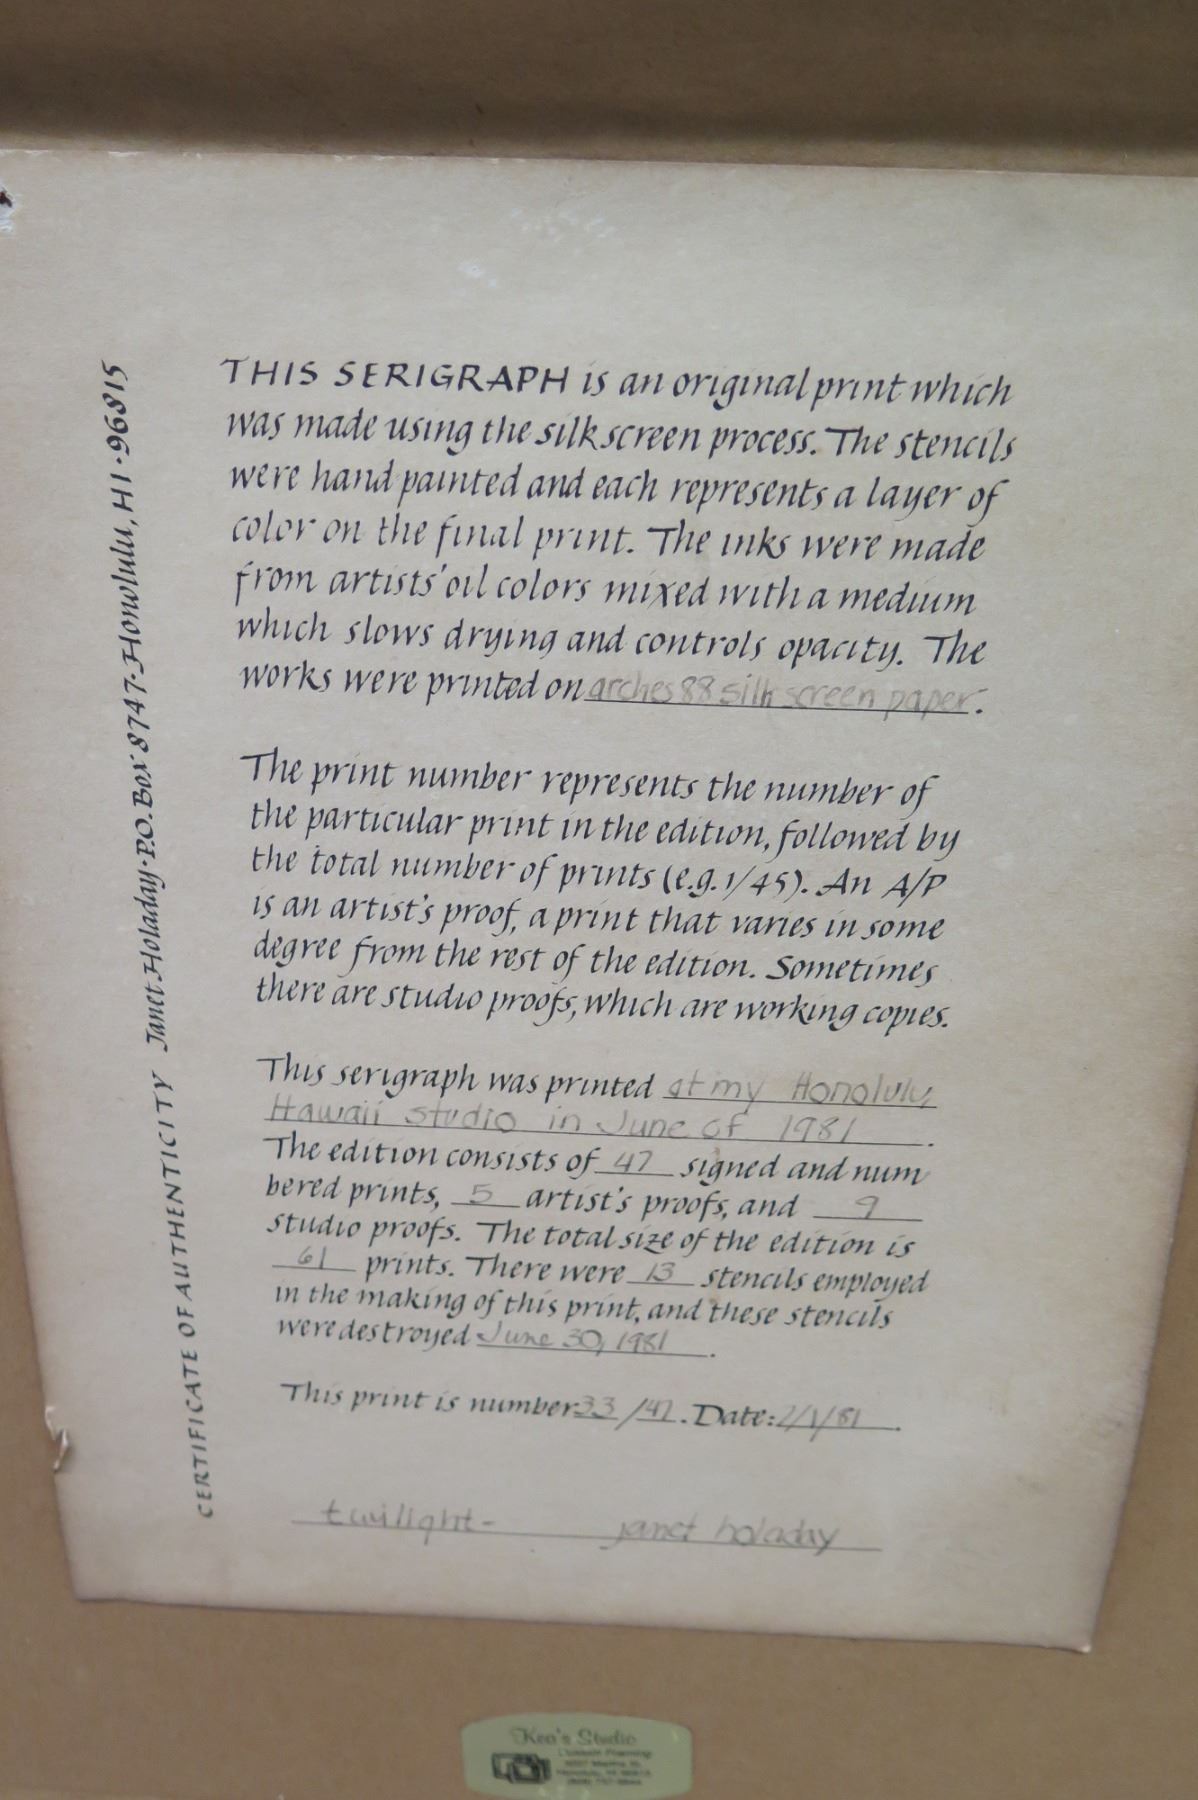 CERTIFICATE OF AUTHENTICITY Janet Holaday · P.O. Box 8747 · Honolulu, HI · 96815
THIS SERIGRAPH is an original print which
was made using the silkscreen process. The stencils
were hand painted and each represents a layer of
color on the final print. The inks were made
from artists' oil colors mixed with a medium
which slows drying and controls opacity. The
works were printed on arches 88 silkscreen paper.
The print number represents the number of
the particular print in the edition, followed by
the total number of prints (e.g. 1/45). An A/P
is an artist's proof, a print that varies in some
degree from the rest of the edition. Sometimes
there are studio proofs, which are working copies.
This serigraph was printed at my Honolulu,
Hawaii studio in June of 1981.
The edition consists of 47 signed and num
bered prints, 5 artist's proofs, and 9
studio proofs. The total size of the edition is
61 prints. There were 13 stencils employed
in the making of this print, and these stencils
were destroyed June 30, 1981.
This print is number 33/47. Date: /1/81.
twilight- janet holaday
Ken's Studio